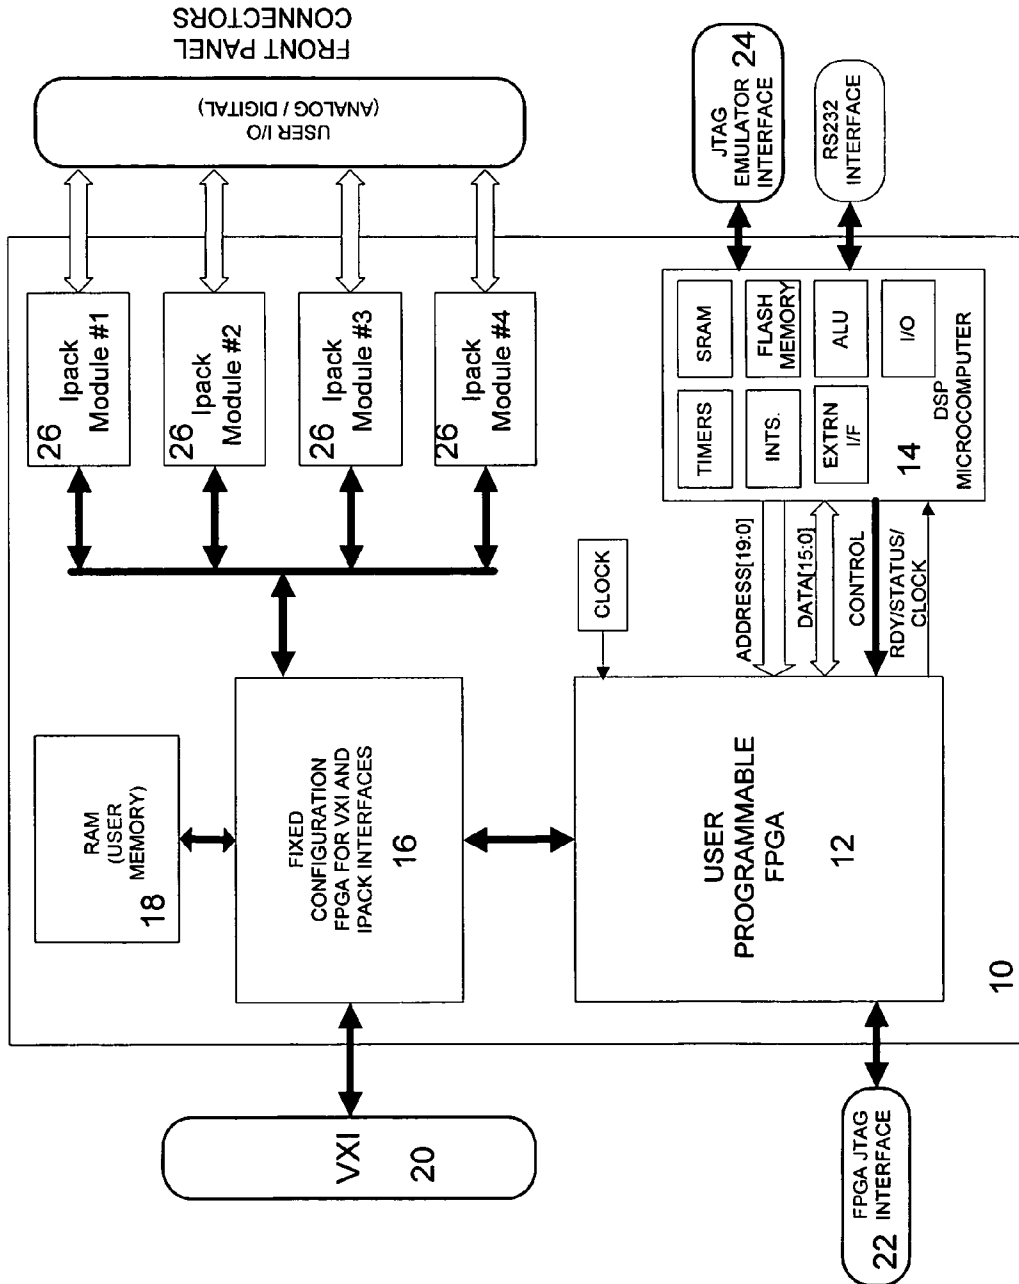 FRONT PANEL
CONNECTORS
USER I/O
(ANALOG / DIGITAL)
JTAG
EMULATOR
INTERFACE
24
RS232
INTERFACE
26
Ipack
Module #1
26
Ipack
Module #2
26
Ipack
Module #3
26
Ipack
Module #4
TIMERS
SRAM
INTS.
FLASH
MEMORY
EXTRN
I/F
ALU
I/O
14
DSP
MICROCOMPUTER
CLOCK
ADDRESS[19:0]
DATA[15:0]
CONTROL
RDY/STATUS/
CLOCK
RAM
(USER
MEMORY)
18
FIXED
CONFIGURATION
FPGA FOR VXI AND
IPACK INTERFACES
16
USER
PROGRAMMABLE
FPGA
12
10
VXI
20
FPGA JTAG
INTERFACE
22